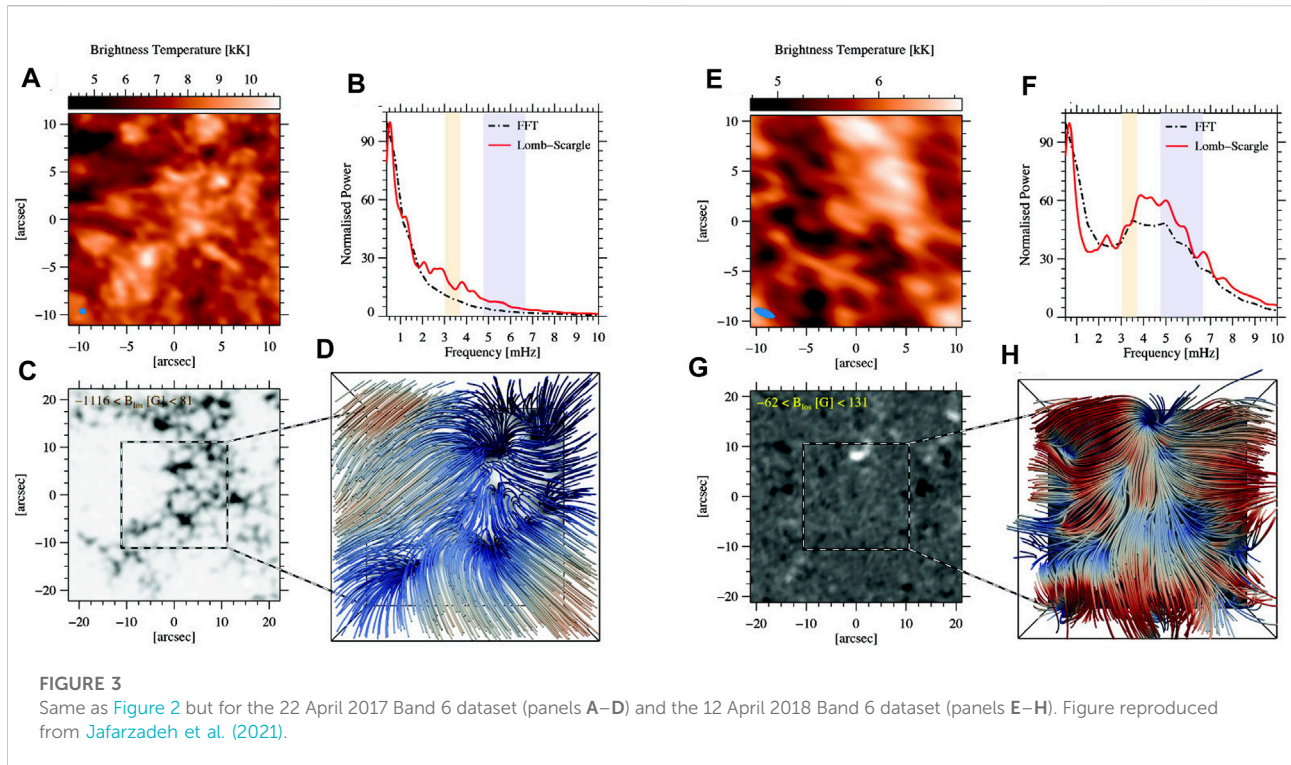 Brightness Temperature [kK]
A
5 6 7 8 9 10
10
5
0
−5
−10
[arcsec]
−10 −5 0 5 10
[arcsec]
B
FFT
Lomb−Scargle
90
60
30
0
Normalised Power
1 2 3 4 5 6 7 8 9 10
Frequency [mHz]
C
−1116 < B_los [G] < 81
20
10
0
−10
−20
[arcsec]
−20 −10 0 10 20
[arcsec]
D
Brightness Temperature [kK]
E
5 6
10
5
0
−5
−10
[arcsec]
−10 −5 0 5 10
[arcsec]
F
FFT
Lomb−Scargle
90
60
30
0
Normalised Power
1 2 3 4 5 6 7 8 9 10
Frequency [mHz]
G
−62 < B_los [G] < 131
20
10
0
−10
−20
[arcsec]
−20 −10 0 10 20
[arcsec]
H
FIGURE 3
Same as Figure 2 but for the 22 April 2017 Band 6 dataset (panels A–D) and the 12 April 2018 Band 6 dataset (panels E–H). Figure reproduced
from Jafarzadeh et al. (2021).